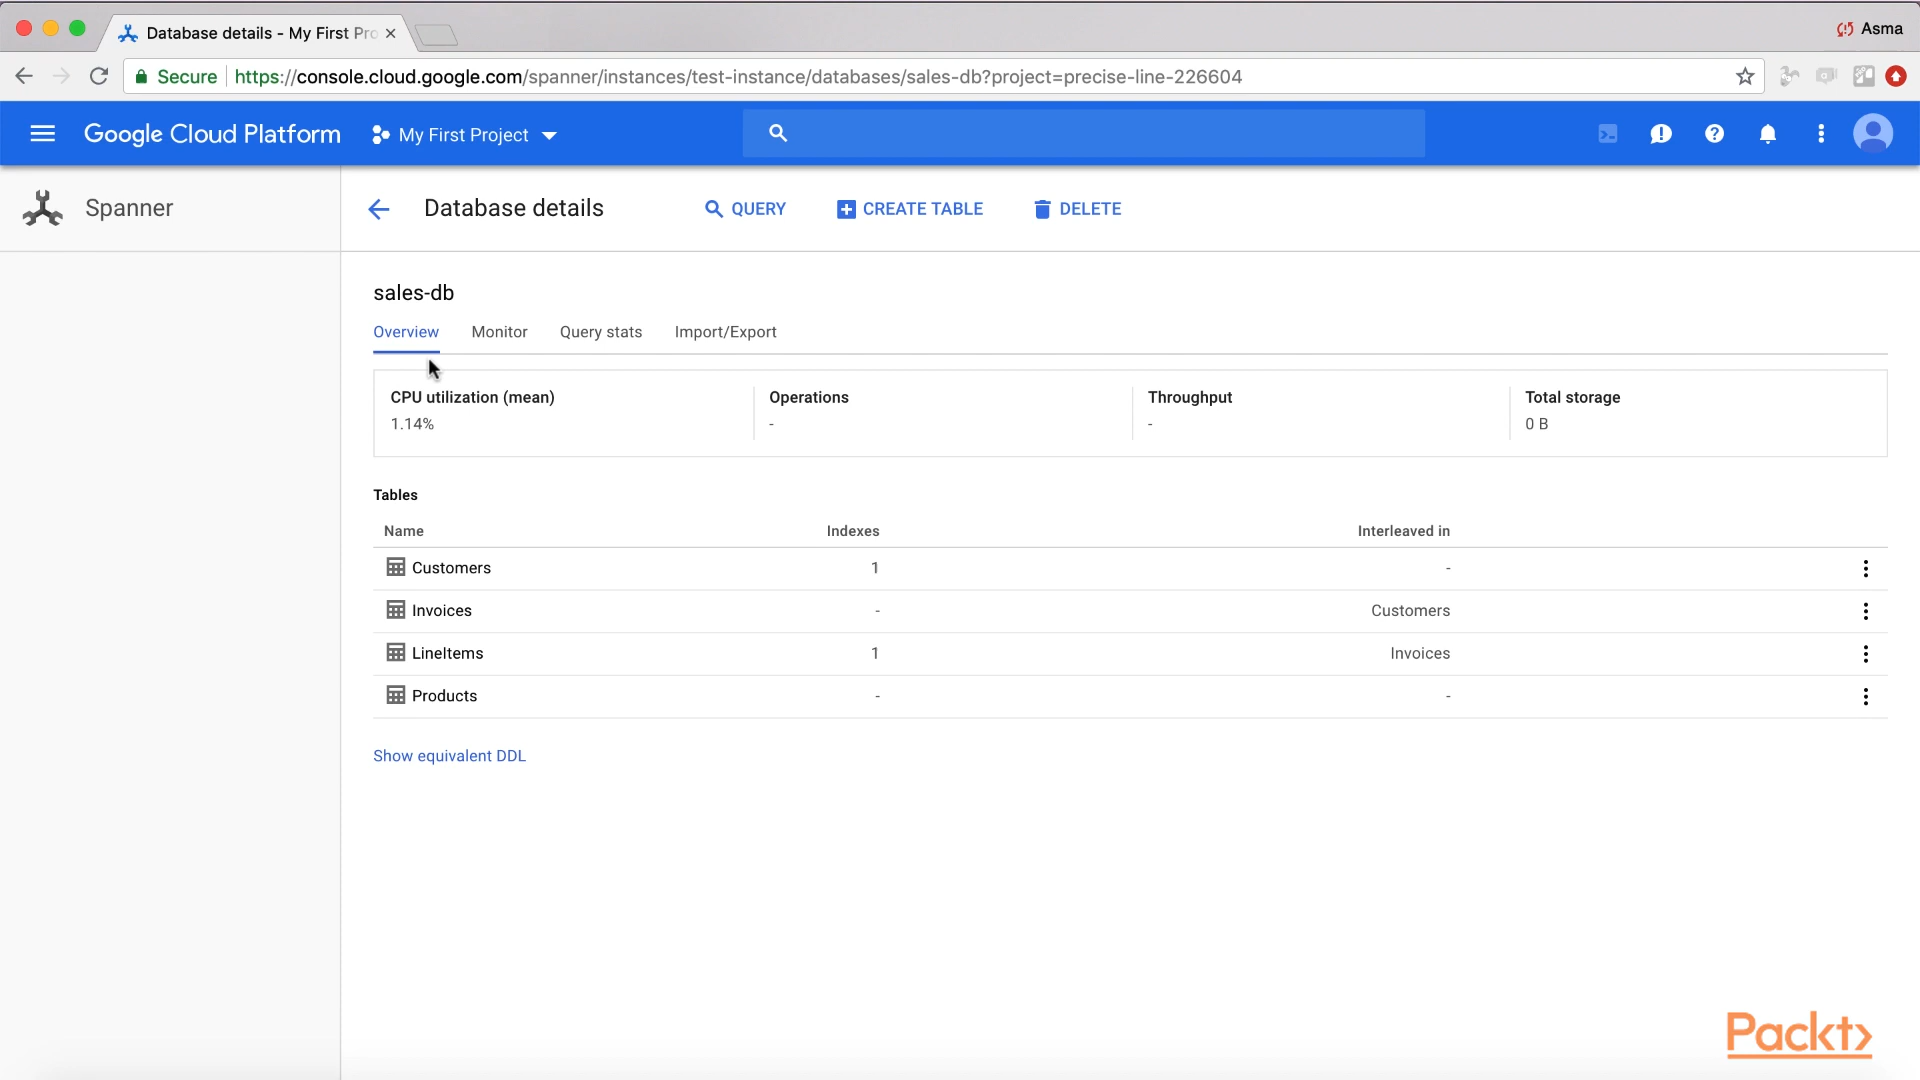 Database details - My First Pro
Asma
Secure https://console.cloud.google.com/spanner/instances/test-instance/databases/sales-db?project=precise-line-226604
Google Cloud Platform My First Project
Spanner Database details QUERY CREATE TABLE DELETE
sales-db
Overview Monitor Query stats Import/Export
CPU utilization (mean) Operations Throughput Total storage
1.14% - - 0 B
Tables
Name Indexes Interleaved in
Customers 1 -
Invoices - Customers
LineItems 1 Invoices
Products - -
Show equivalent DDL
Packt>